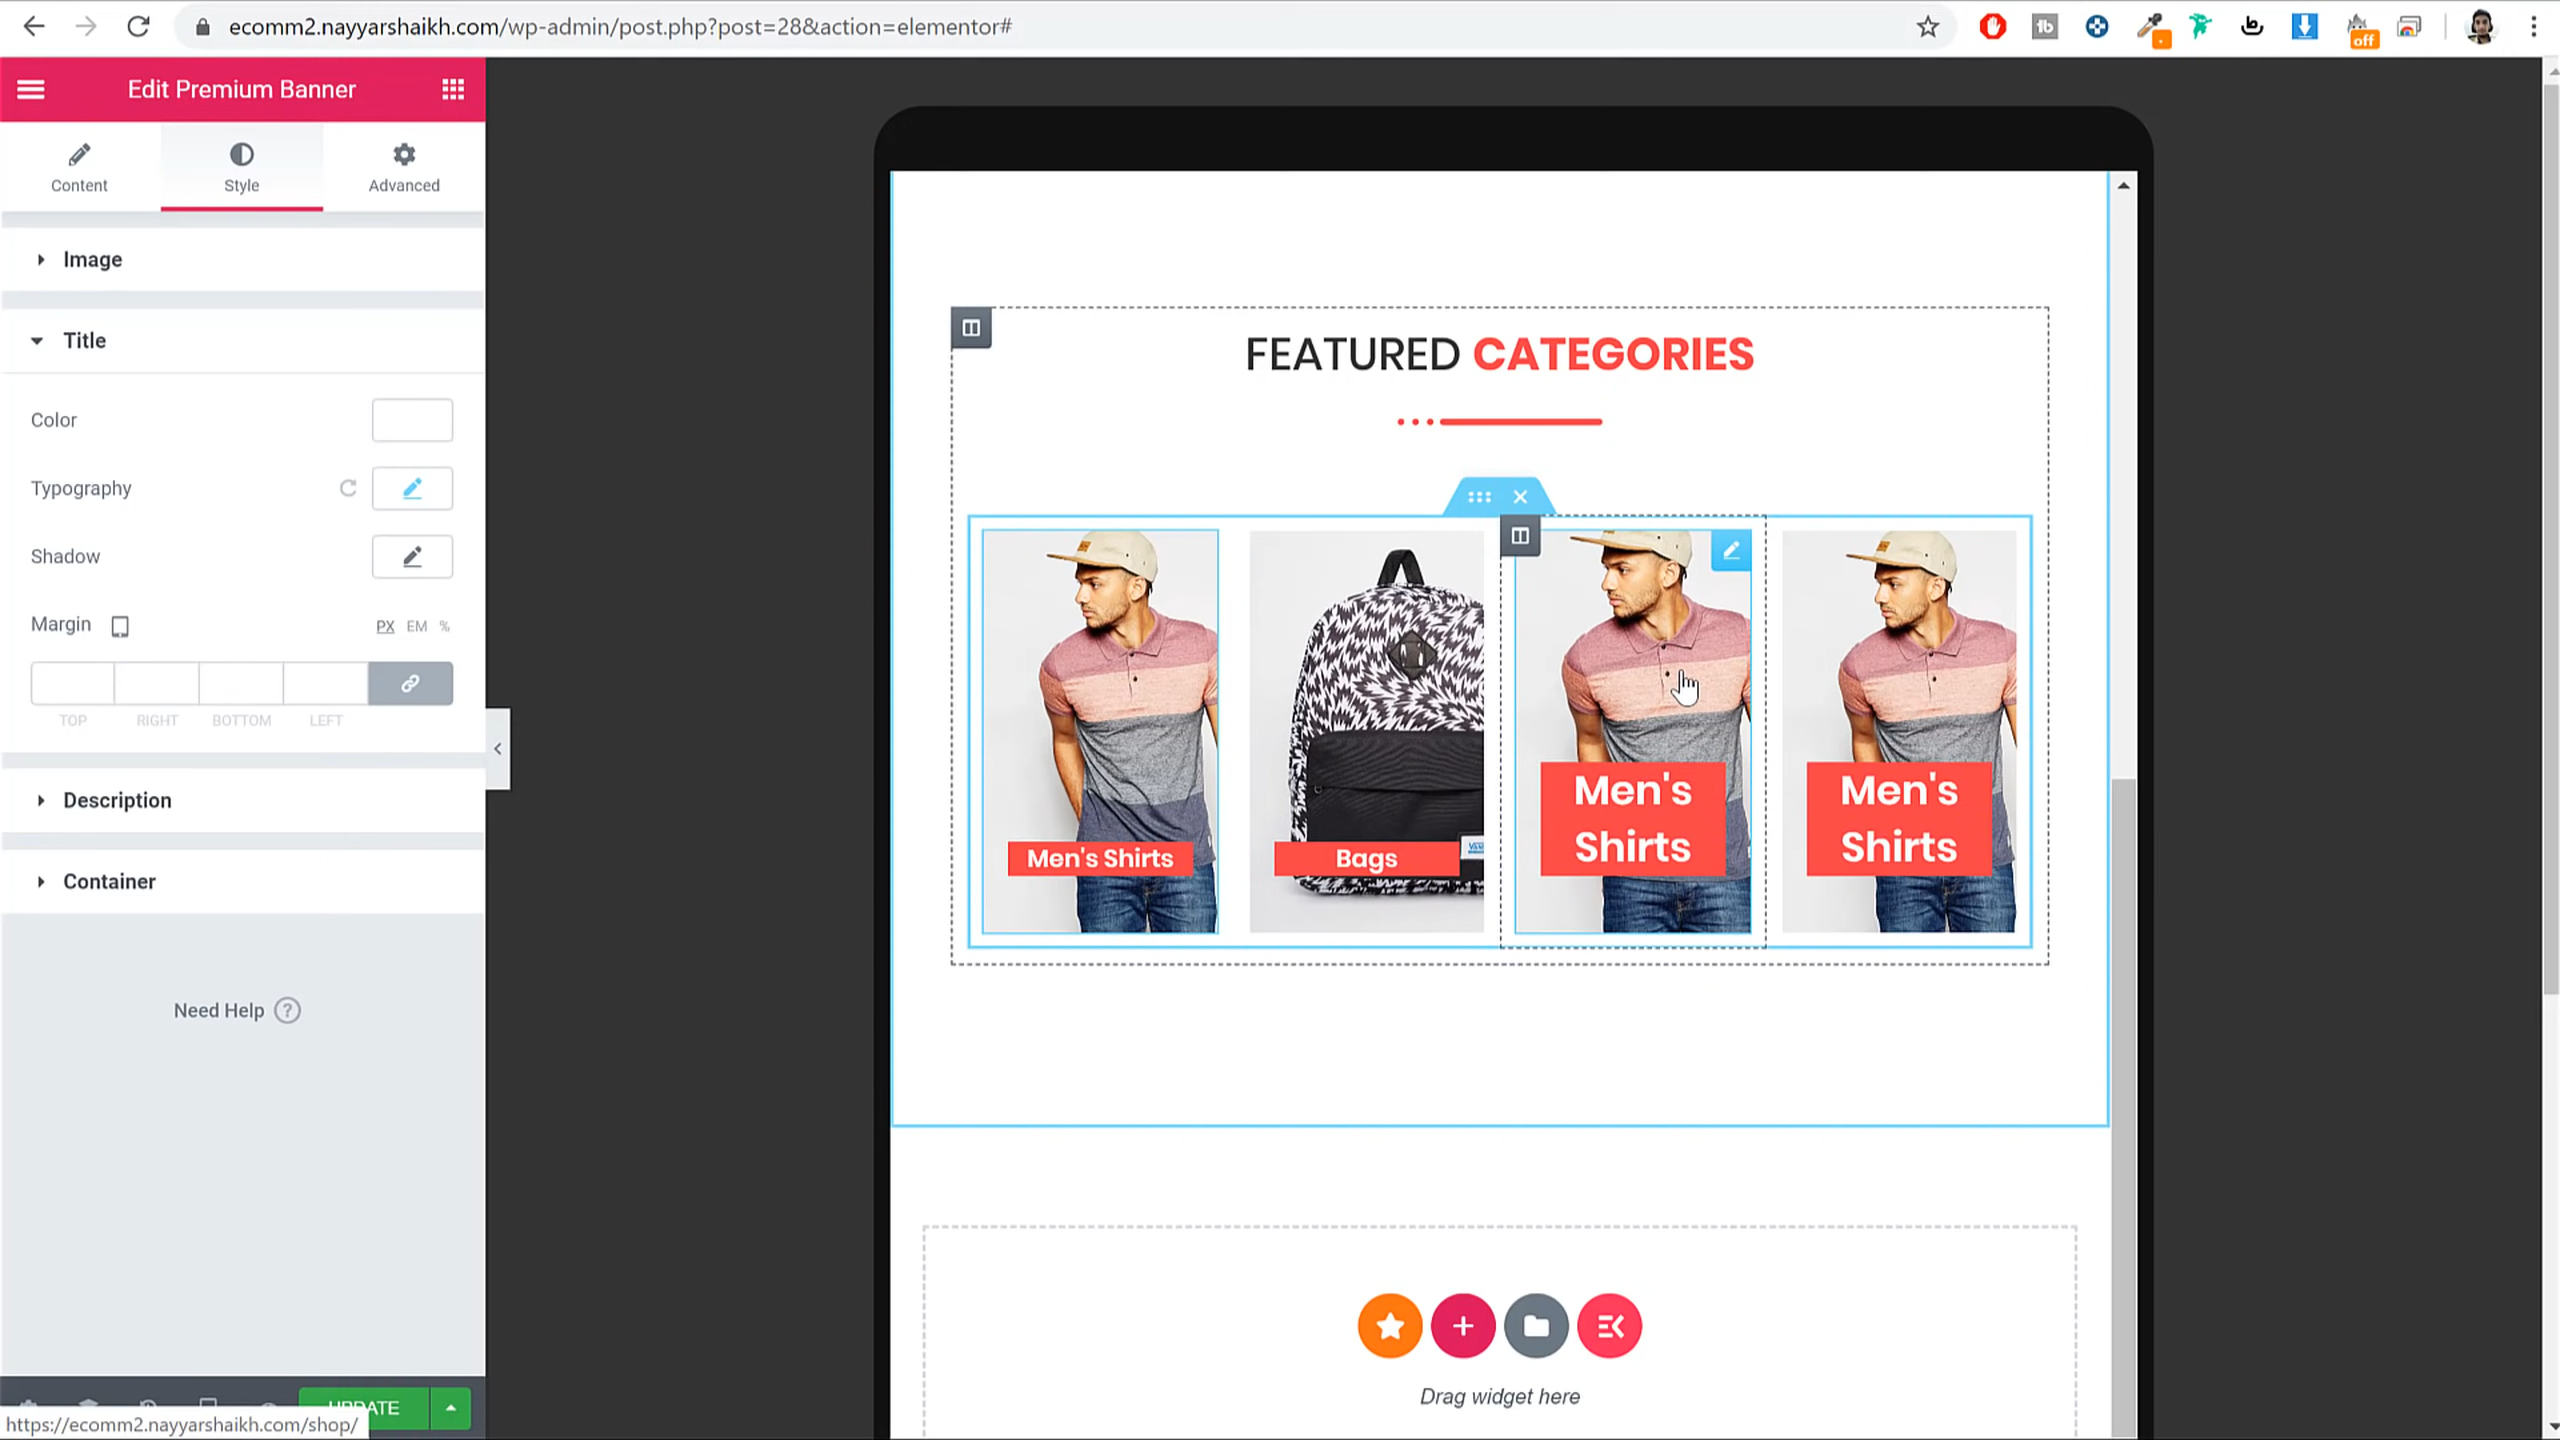 ecomm2.nayyarshaikh.com/wp-admin/post.php?post=28&action=elementor#
off
Edit Premium Banner
Content
Style
Advanced
Image
Title
Color
Typography
Shadow
Margin
PX EM %
TOP RIGHT BOTTOM LEFT
Description
Container
Need Help ?
UPDATE
https://ecomm2.nayyarshaikh.com/shop/
FEATURED CATEGORIES
Men's Shirts
Bags
Men's
Shirts
Men's
Shirts
Drag widget here